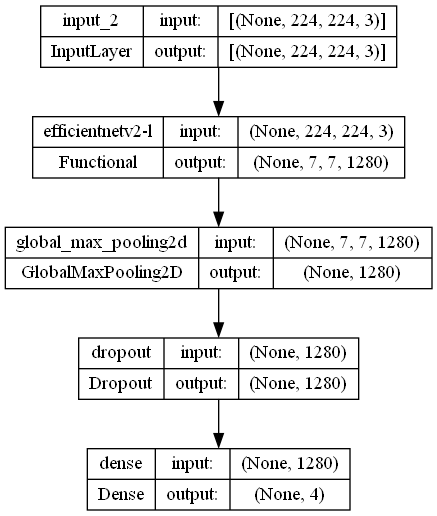 input_2 input: [(None, 224, 224, 3)]
InputLayer output: [(None, 224, 224, 3)]
efficientnetv2-l input: (None, 224, 224, 3)
Functional output: (None, 7, 7, 1280)
global_max_pooling2d input: (None, 7, 7, 1280)
GlobalMaxPooling2D output: (None, 1280)
dropout input: (None, 1280)
Dropout output: (None, 1280)
dense input: (None, 1280)
Dense output: (None, 4)